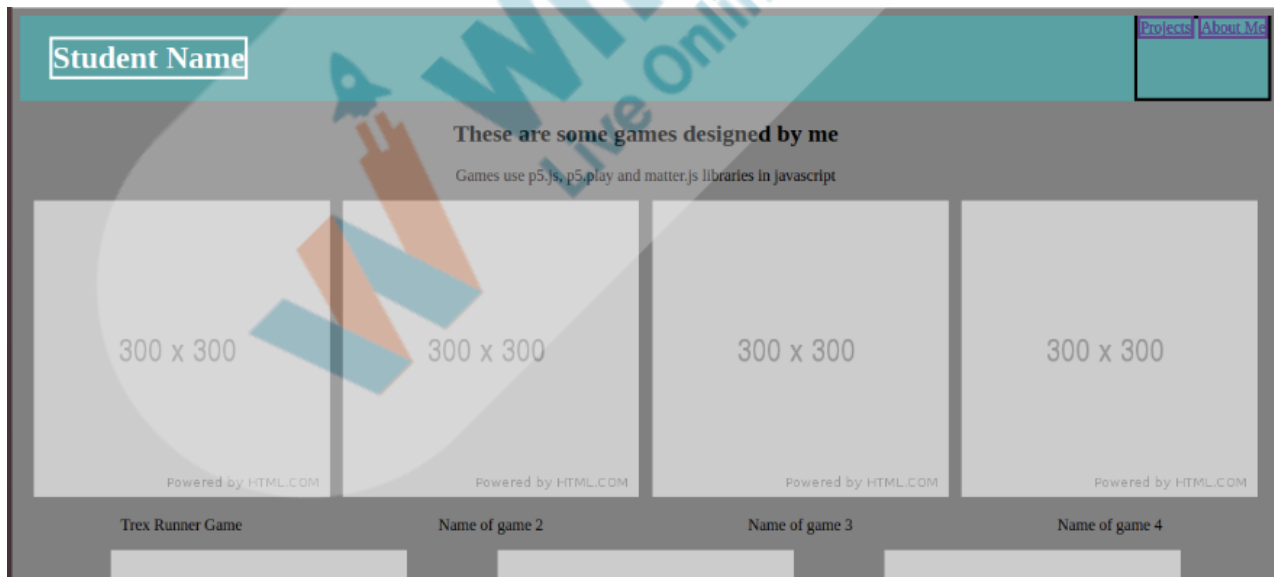 Projects About Me
Student Name
These are some games designed by me
Games use p5.js, p5.play and matter.js libraries in javascript
300 x 300 300 x 300 300 x 300 300 x 300
Powered by HTML.COM Powered by HTML.COM Powered by HTML.COM Powered by HTML.COM
Trex Runner Game Name of game 2 Name of game 3 Name of game 4
Live